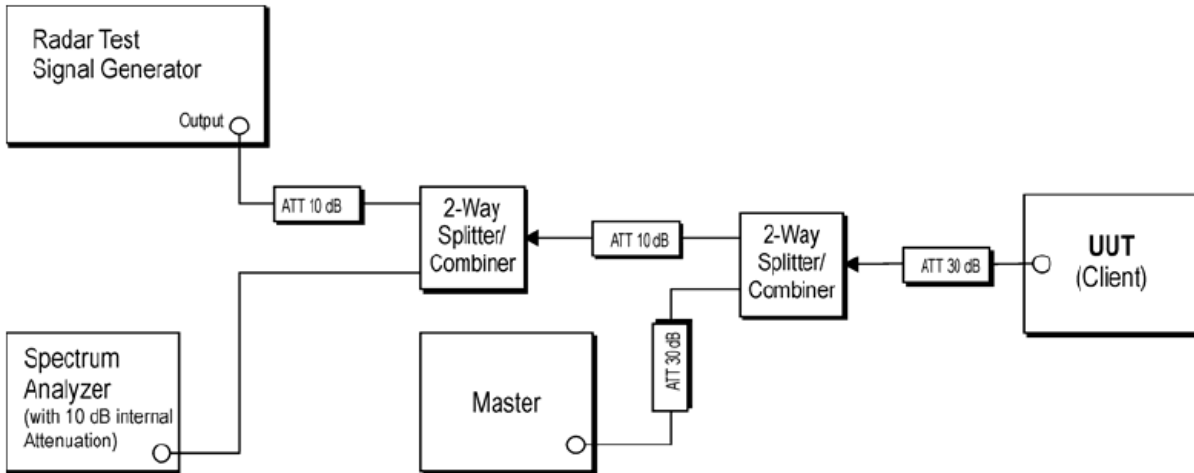 Radar Test
Signal Generator
Output
ATT 10 dB
2-Way
Splitter/
Combiner
ATT 10 dB
2-Way
Splitter/
Combiner
ATT 30 dB
UUT
(Client)
Spectrum
Analyzer
(with 10 dB internal
Attenuation)
Master
ATT 30 dB